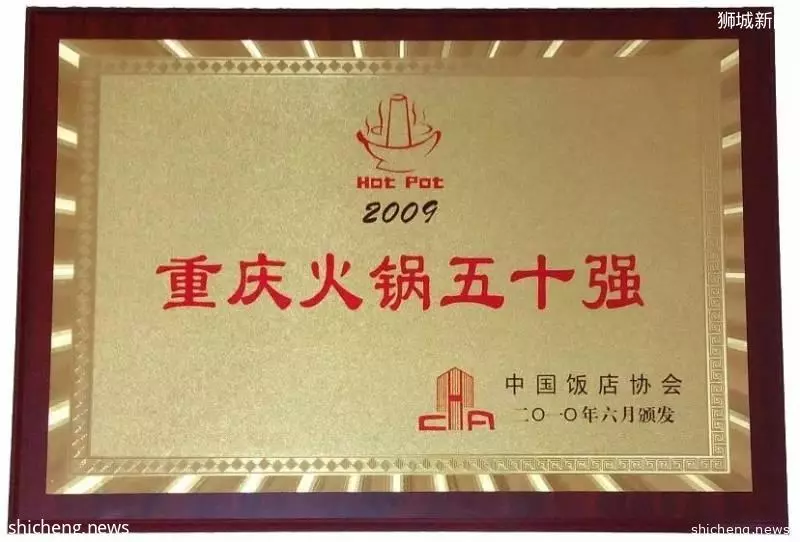 狮城新
Hot Pot
2009
重庆火锅五十强
CHA
中国饭店协会
二〇一〇年六月颁发
shicheng.news
shicheng.news